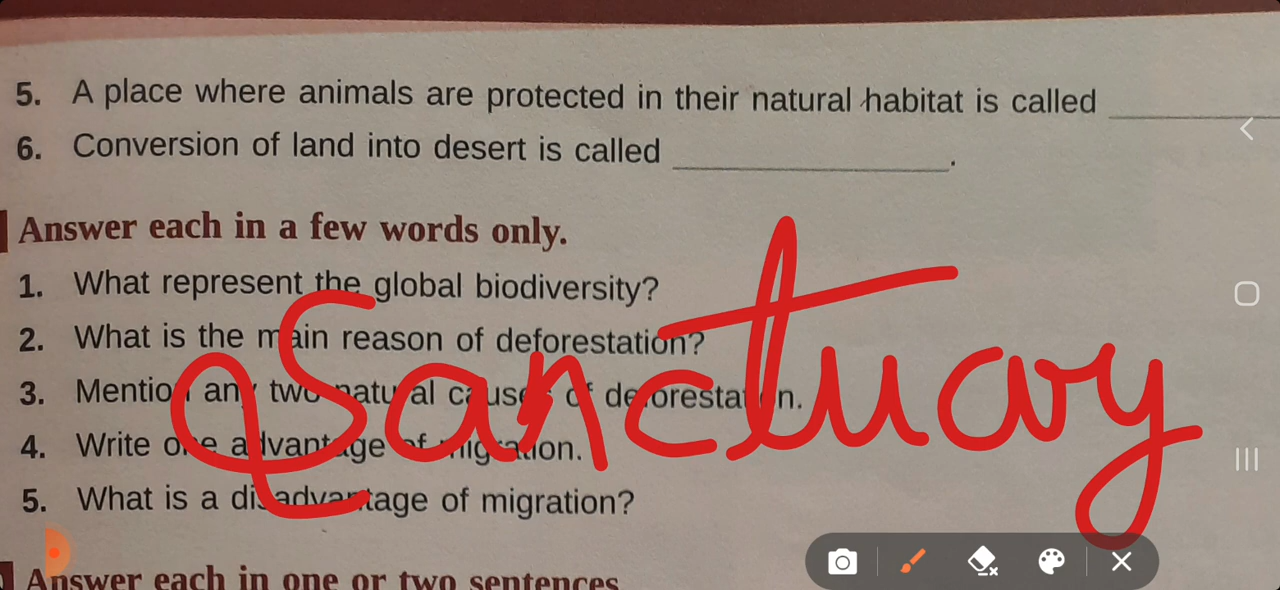 5. A place where animals are protected in their natural habitat is called
6. Conversion of land into desert is called .
Answer each in a few words only.
1. What represent the global biodiversity?
2. What is the main reason of deforestation?
3. Mention any two natural causes of deforestation.
4. Write one advantage of migration.
5. What is a disadvantage of migration?
Sanctuary
Answer each in one or two sentences